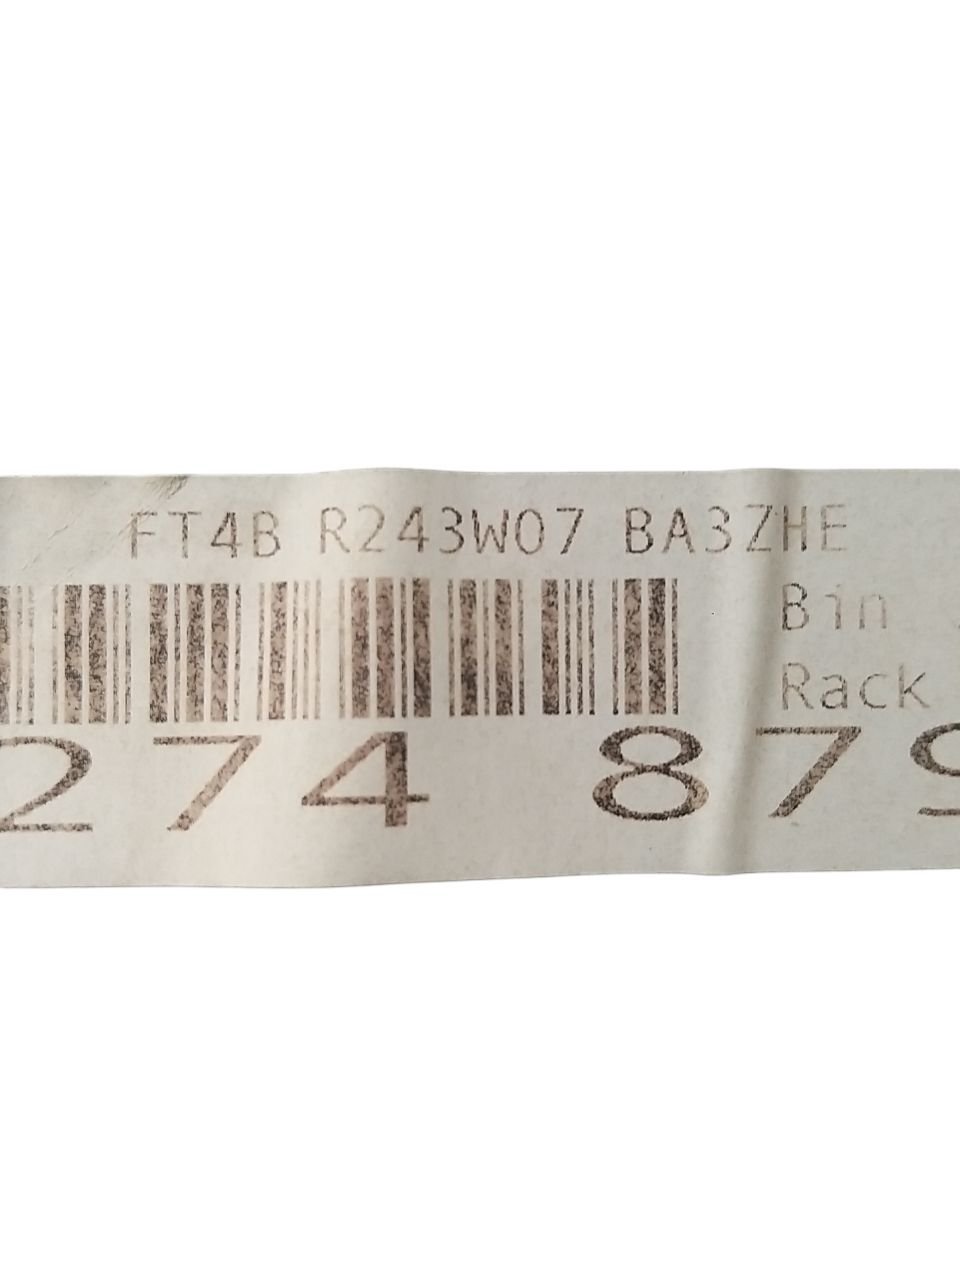 FT4B R243W07 BA3ZHE
Bin
Rack
274 879